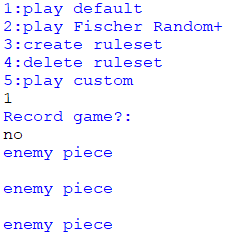 1:play default
2:play Fischer Random+
3:create ruleset
4:delete ruleset
5:play custom
1
Record game?:
no
enemy piece
enemy piece
enemy piece